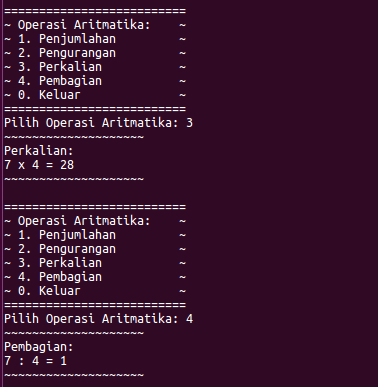 ==========================
~ Operasi Aritmatika:    ~
~ 1. Penjumlahan         ~
~ 2. Pengurangan         ~
~ 3. Perkalian           ~
~ 4. Pembagian           ~
~ 0. Keluar              ~
==========================
Pilih Operasi Aritmatika: 3
~~~~~~~~~~~~~~~~~~~~
Perkalian:
7 x 4 = 28
~~~~~~~~~~~~~~~~~~~~

==========================
~ Operasi Aritmatika:    ~
~ 1. Penjumlahan         ~
~ 2. Pengurangan         ~
~ 3. Perkalian           ~
~ 4. Pembagian           ~
~ 0. Keluar              ~
==========================
Pilih Operasi Aritmatika: 4
~~~~~~~~~~~~~~~~~~~~
Pembagian:
7 : 4 = 1
~~~~~~~~~~~~~~~~~~~~